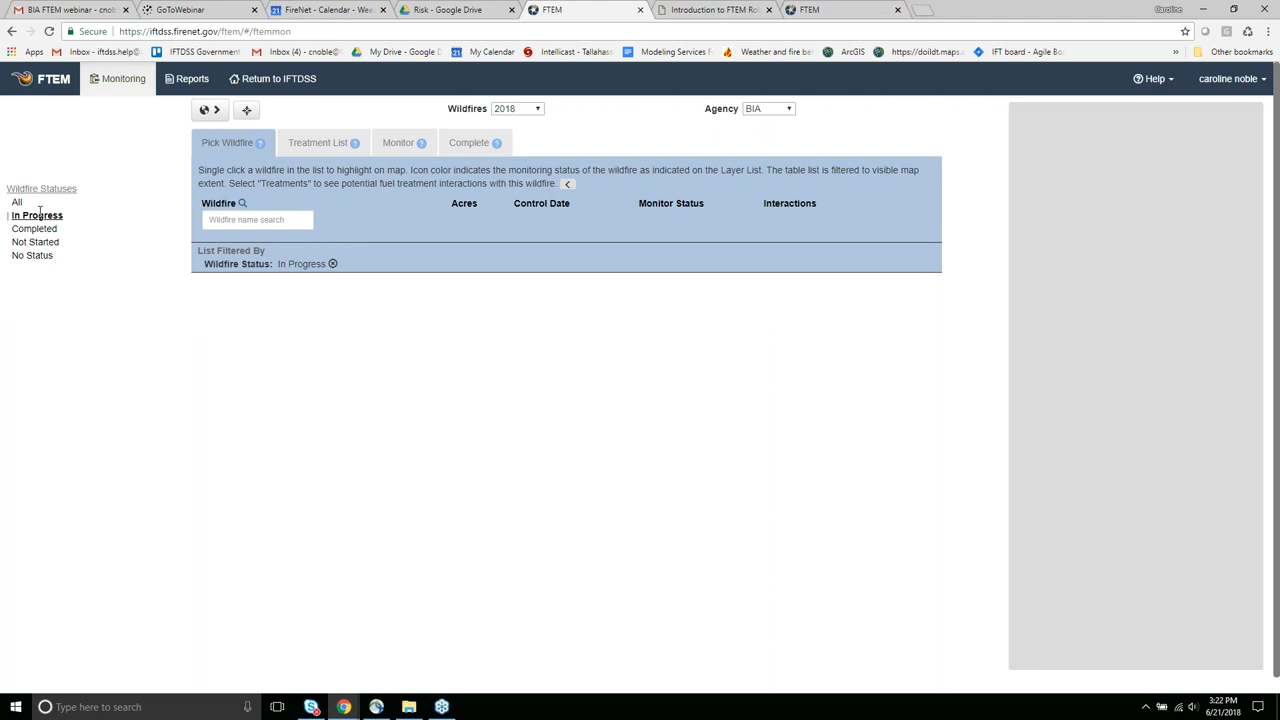 BIA FTEM webinar - cnob
GoToWebinar
FireNet - Calendar - Wee
Risk - Google Drive
FTEM
Introduction to FTEM Ro
FTEM
Caroline
Secure
https://iftdss.firenet.gov/ftem/#/ftemmon
Apps
Inbox - iftdss.help@
IFTDSS Government
Inbox (4) - cnoble@
My Drive - Google D
My Calendar
Intellicast - Tallahass
Modeling Services F
Weather and fire be
ArcGIS
https://doildt.maps.a
IFT board - Agile Bo
Other bookmarks
FTEM
Monitoring
Reports
Return to IFTDSS
Help
caroline noble
Wildfires
2018
Agency
BIA
Pick Wildfire ?
Treatment List ?
Monitor ?
Complete ?
Single click a wildfire in the list to highlight on map. Icon color indicates the monitoring status of the wildfire as indicated on the Layer List. The table list is filtered to visible map
extent. Select "Treatments" to see potential fuel treatment interactions with this wildfire.
Wildfire Statuses
All
In Progress
Completed
Not Started
No Status
Wildfire
Acres
Control Date
Monitor Status
Interactions
Wildfire name search
List Filtered By
Wildfire Status: In Progress
Type here to search
3:22 PM
6/21/2018